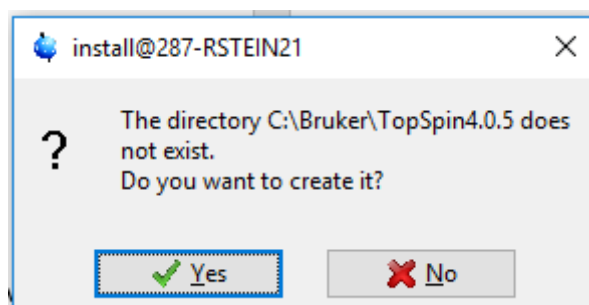 install@287-RSTEIN21
The directory C:\Bruker\TopSpin4.0.5 does
not exist.
Do you want to create it?
Yes
No